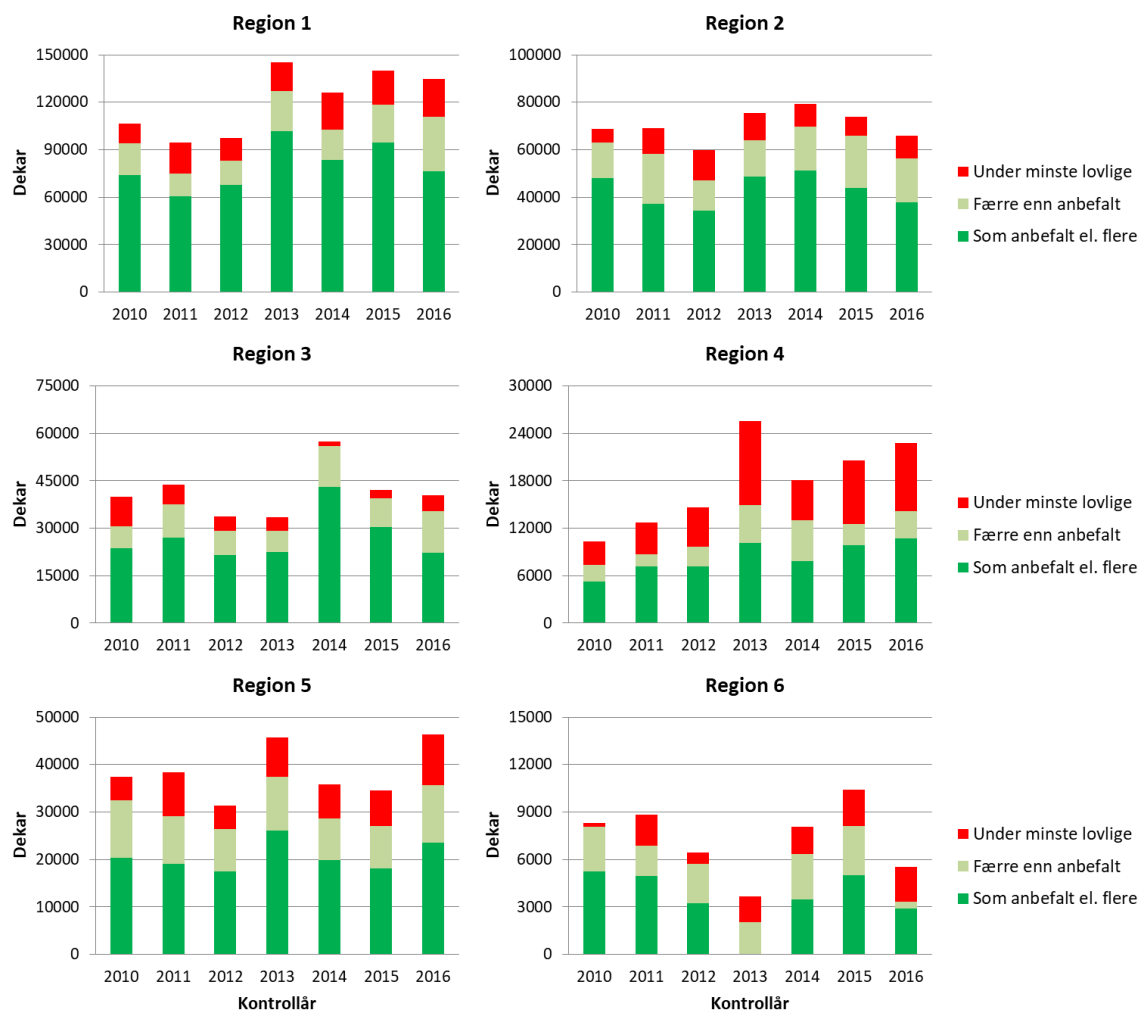 Region 1
150000
120000
90000
60000
30000
0
Dekar
2010 2011 2012 2013 2014 2015 2016
Region 2
100000
80000
60000
40000
20000
0
Dekar
2010 2011 2012 2013 2014 2015 2016
Under minste lovlige
Færre enn anbefalt
Som anbefalt el. flere
Region 3
75000
60000
45000
30000
15000
0
Dekar
2010 2011 2012 2013 2014 2015 2016
Region 4
30000
24000
18000
12000
6000
0
Dekar
2010 2011 2012 2013 2014 2015 2016
Under minste lovlige
Færre enn anbefalt
Som anbefalt el. flere
Region 5
50000
40000
30000
20000
10000
0
Dekar
2010 2011 2012 2013 2014 2015 2016
Kontrollår
Region 6
15000
12000
9000
6000
3000
0
Dekar
2010 2011 2012 2013 2014 2015 2016
Kontrollår
Under minste lovlige
Færre enn anbefalt
Som anbefalt el. flere